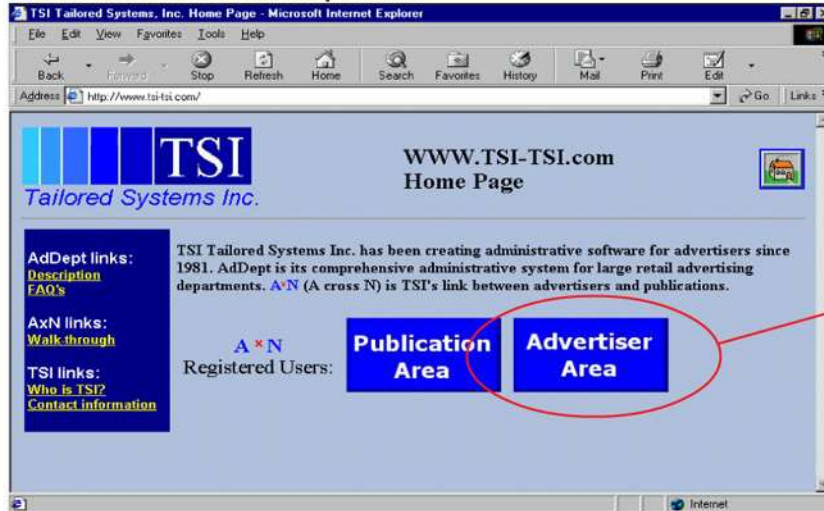 TSI Tailored Systems, Inc. Home Page - Microsoft Internet Explorer
File Edit View Favorites Tools Help
Back Forward Stop Refresh Home Search Favorites History Mail Print Edit
Address http://www.tsi-tsi.com/ Go Links
TSI
Tailored Systems Inc.
WWW.TSI-TSI.com
Home Page
AdDept links:
Description
FAQ's
AxN links:
Walk-through
TSI links:
Who is TSI?
Contact information
TSI Tailored Systems Inc. has been creating administrative software for advertisers since
1981. AdDept is its comprehensive administrative system for large retail advertising
departments. A×N (A cross N) is TSI's link between advertisers and publications.
A × N
Registered Users:
Publication
Area
Advertiser
Area
Internet